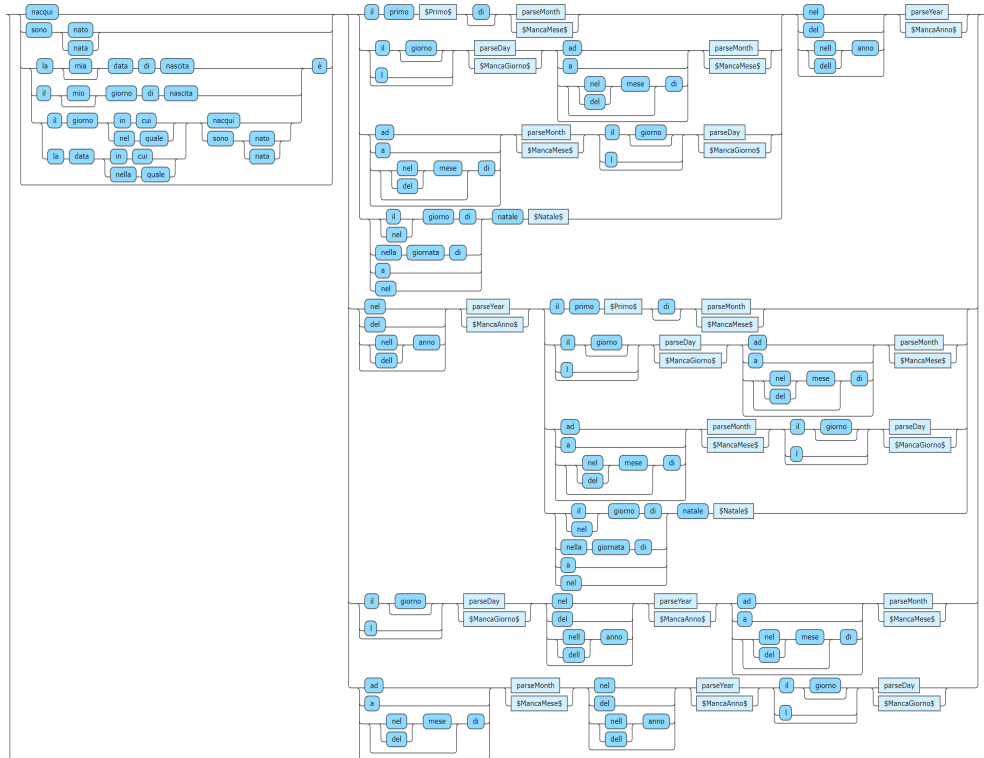 nacqui il primo $Primo$ di parseMonth nel parseYear
sono nato $MancaMese$ del $MancaAnno$
nata il giorno parseDay ad parseMonth nell anno
la mia data di nascita è l $MancaGiorno$ a $MancaMese$ dell
nel mese di
il mio giorno di nascita del
il giorno in cui nacqui ad parseMonth il giorno parseDay
nel quale sono nato a $MancaMese$ l $MancaGiorno$
la data in cui nata nel mese di
nella quale del
il giorno di natale $Natale$
nel
nella giornata di
a
nel
nel parseYear il primo $Primo$ di parseMonth
del $MancaAnno$ $MancaMese$
nell anno il giorno parseDay ad parseMonth
dell l $MancaGiorno$ a $MancaMese$
nel mese di
del
ad parseMonth il giorno parseDay
a $MancaMese$ l $MancaGiorno$
nel mese di
del
il giorno di natale $Natale$
nel
nella giornata di
a
nel
il giorno parseDay nel parseYear ad parseMonth
l $MancaGiorno$ del $MancaAnno$ a $MancaMese$
nell anno nel mese di
dell del
ad parseMonth nel parseYear il giorno parseDay
a $MancaMese$ del $MancaAnno$ l $MancaGiorno$
nel mese di nell anno
del dell